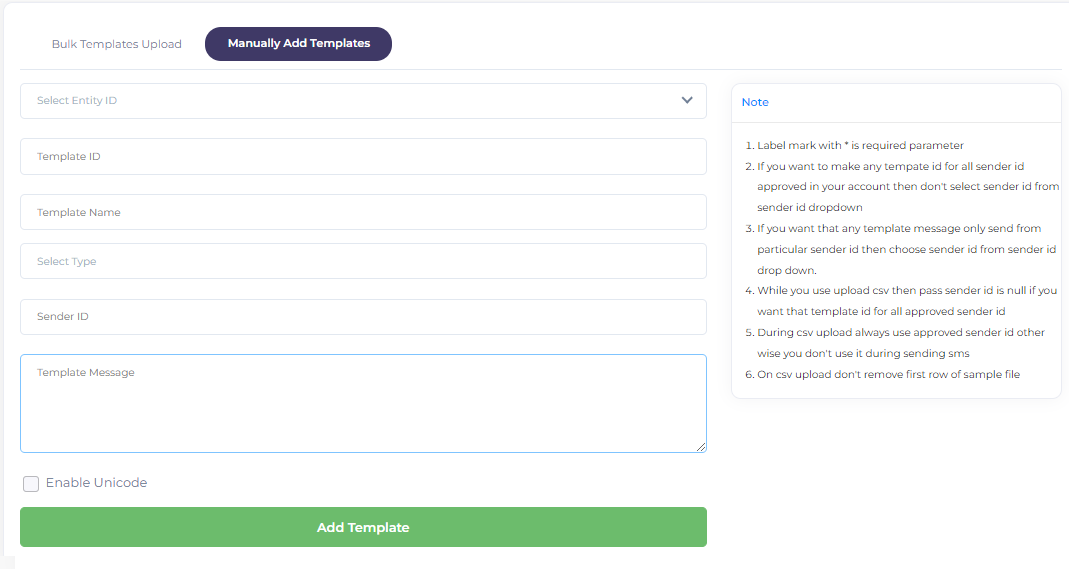 Bulk Templates Upload
Manually Add Templates
Select Entity ID
Template ID
Template Name
Select Type
Sender ID
Template Message
Enable Unicode
Add Template
Note
1. Label mark with * is required parameter
2. If you want to make any tempate id for all sender id
approved in your account then don't select sender id from
sender id dropdown
3. If you want that any template message only send from
particular sender id then choose sender id from sender id
drop down.
4. While you use upload csv then pass sender id is null if you
want that template id for all approved sender id
5. During csv upload always use approved sender id other
wise you don't use it during sending sms
6. On csv upload don't remove first row of sample file